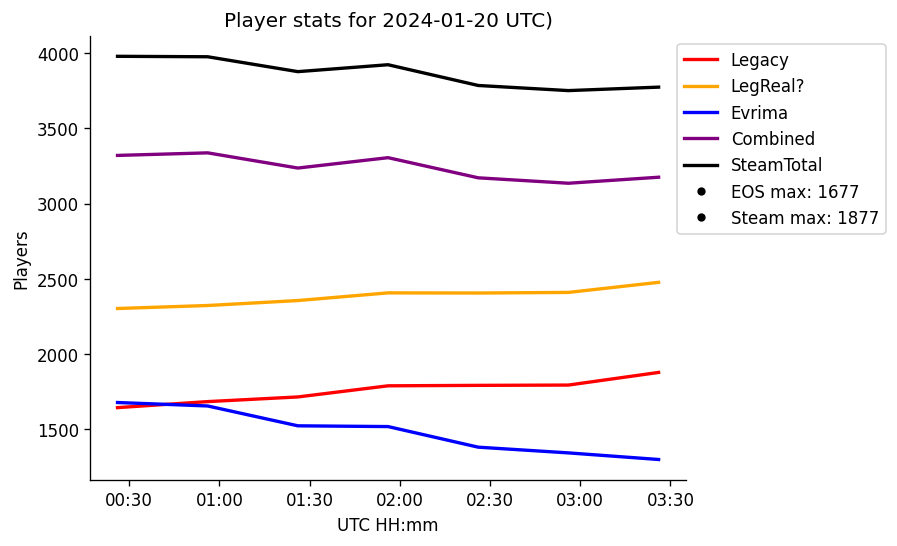 Player stats for 2024-01-20 UTC)
4000
3500
3000
2500
2000
1500
Players
00:30 01:00 01:30 02:00 02:30 03:00 03:30
UTC HH:mm
Legacy
LegReal?
Evrima
Combined
SteamTotal
EOS max: 1677
Steam max: 1877